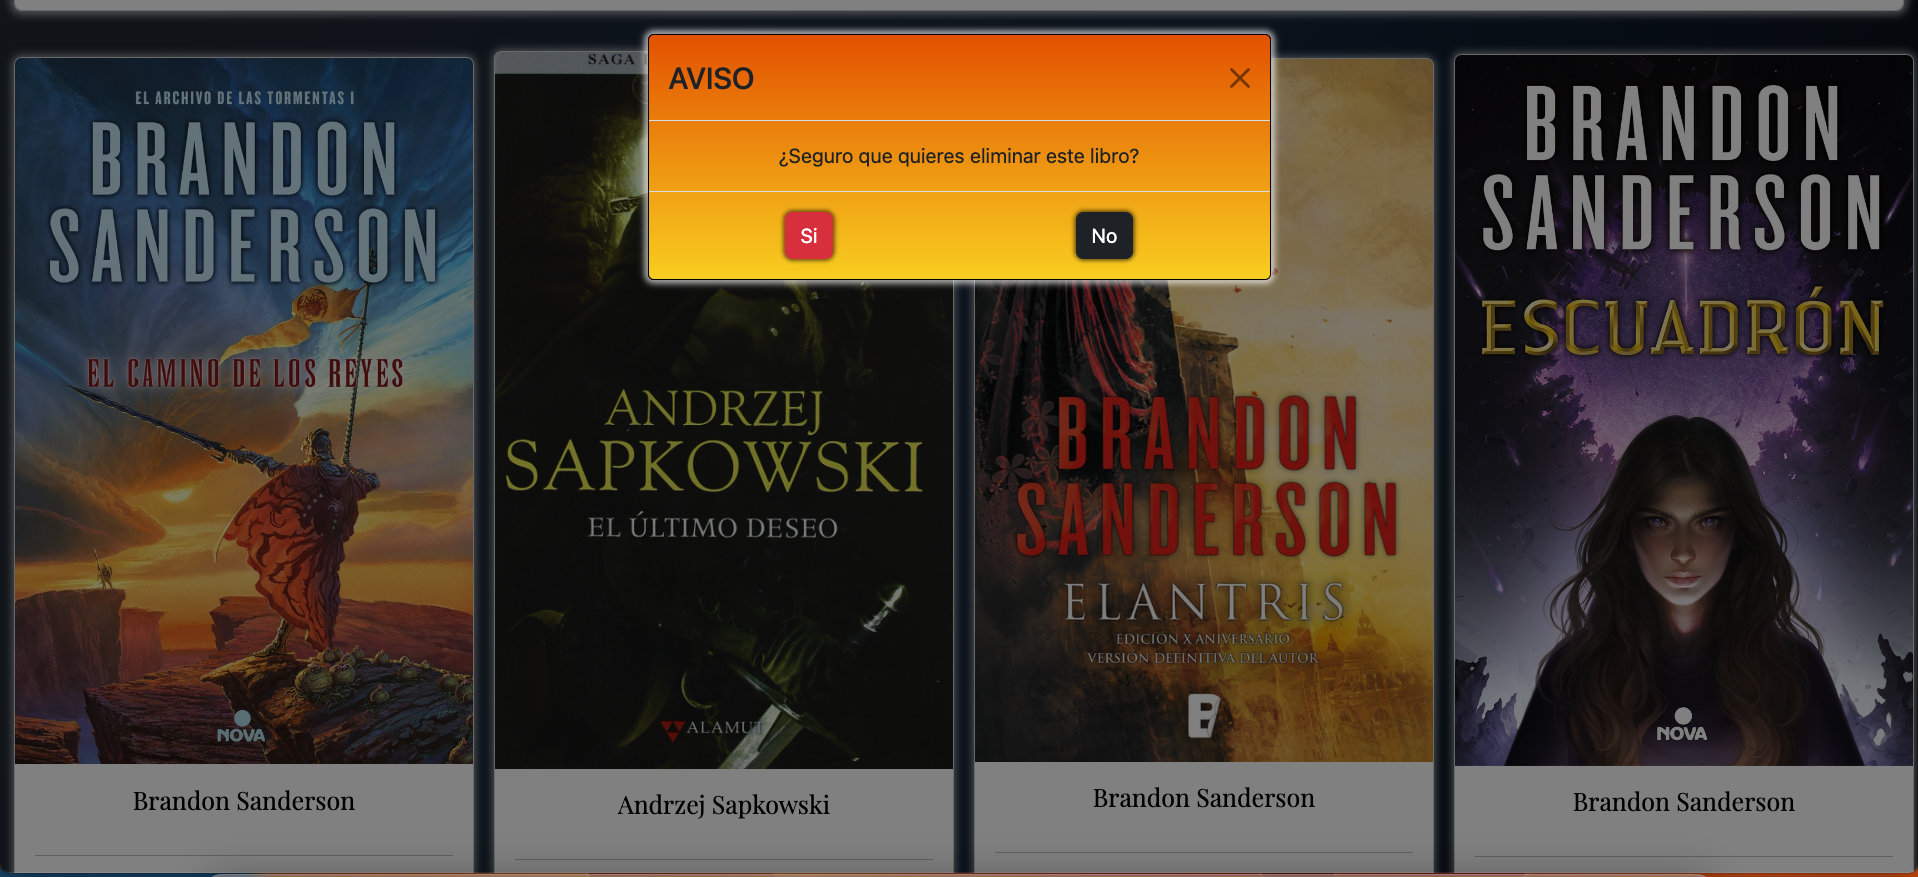 AVISO
¿Seguro que quieres eliminar este libro?
Si
No
EL ARCHIVO DE LAS TORMENTAS I
BRANDON
SANDERSON
EL CAMINO DE LOS REYES
NOVA
Brandon Sanderson
SAGA
ANDRZEJ
SAPKOWSKI
EL ÚLTIMO DESEO
ALAMUT
Andrzej Sapkowski
BRANDON
SANDERSON
ELANTRIS
EDICIÓN X ANIVERSARIO
VERSIÓN DEFINITIVA DEL AUTOR
B
Brandon Sanderson
BRANDON
SANDERSON
ESCUADRÓN
NOVA
Brandon Sanderson